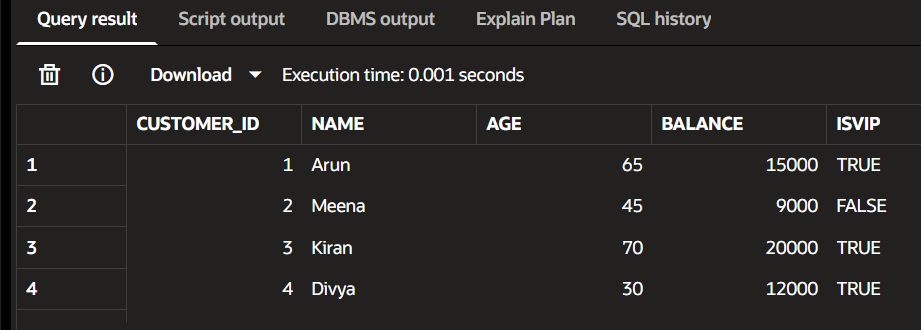 Query result Script output DBMS output Explain Plan SQL history
Download Execution time: 0.001 seconds
CUSTOMER_ID NAME AGE BALANCE ISVIP
1 1 Arun 65 15000 TRUE
2 2 Meena 45 9000 FALSE
3 3 Kiran 70 20000 TRUE
4 4 Divya 30 12000 TRUE